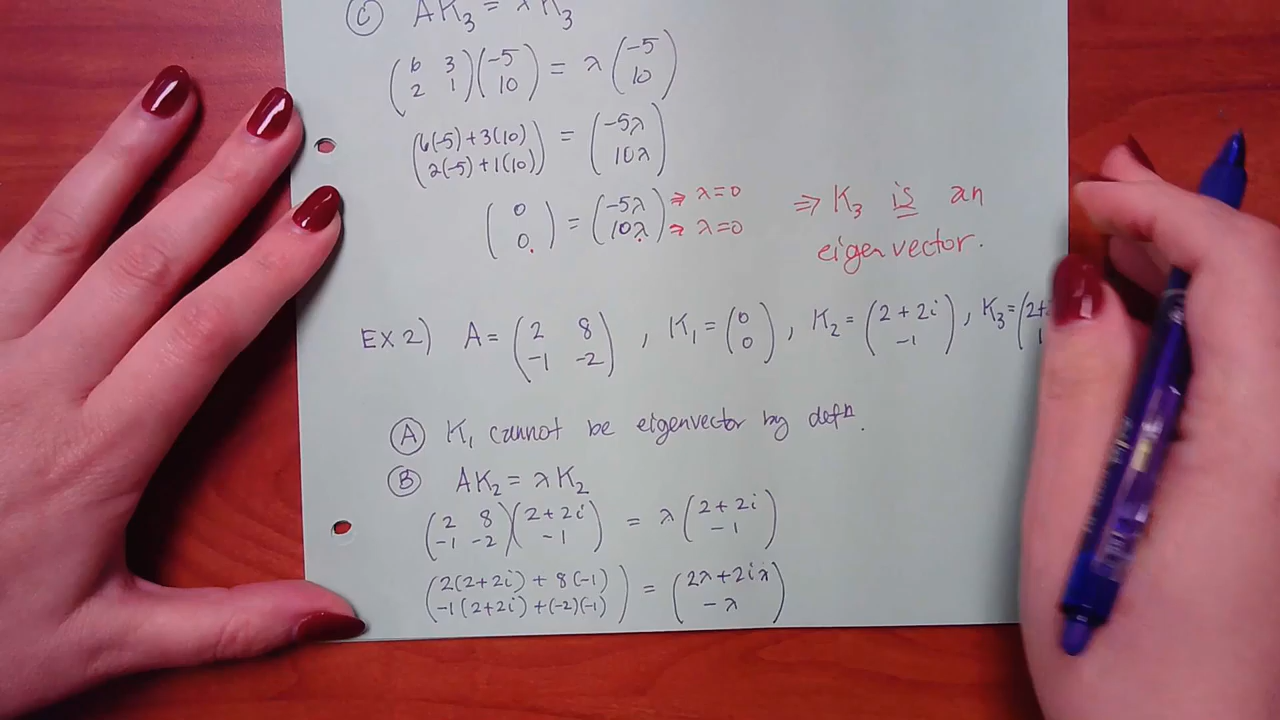 Ⓒ AK₃ = λK₃
(6 3; 2 1)(-5; 10) = λ(-5; 10)
(6(-5)+3(10); 2(-5)+1(10)) = (-5λ; 10λ)
(0; 0.) = (-5λ; 10λ) ⇒ λ=0 ⇒ λ=0 ⇒ K₃ is an eigenvector.
EX 2) A = (2 8; -1 -2), K₁ = (0; 0), K₂ = (2+2i; -1), K₃ = (2+; 1
Ⓐ K₁ cannot be eigenvector by defn.
Ⓑ AK₂ = λK₂
(2 8; -1 -2)(2+2i; -1) = λ(2+2i; -1)
(2(2+2i) + 8(-1); -1(2+2i) + (-2)(-1)) = (2λ+2iλ; -λ)